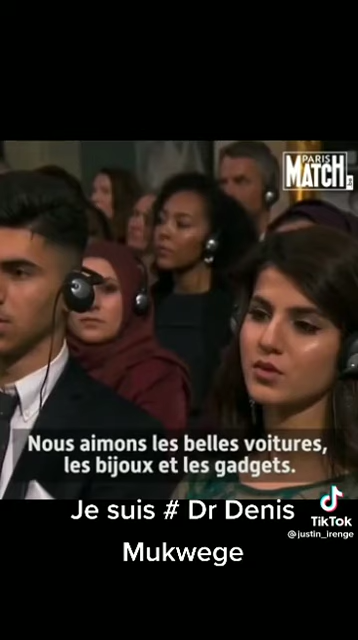 PARIS
MATCH
Nous aimons les belles voitures,
les bijoux et les gadgets.
Je suis # Dr Denis
Mukwege
TikTok
@justin_irenge